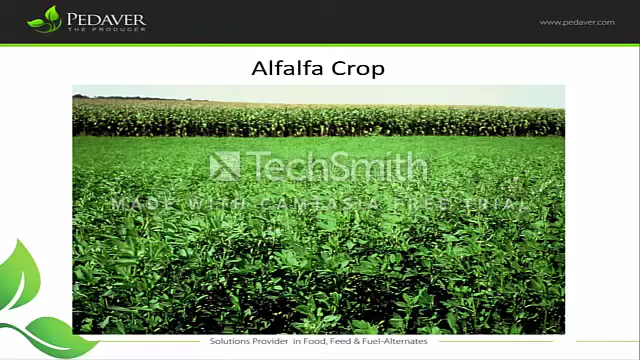 PEDAVER
THE PRODUCER
www.pedaver.com
Alfalfa Crop
TechSmith
MADE WITH CAMTASIA FREE TRIAL
Solutions Provider in Food, Feed & Fuel-Alternates